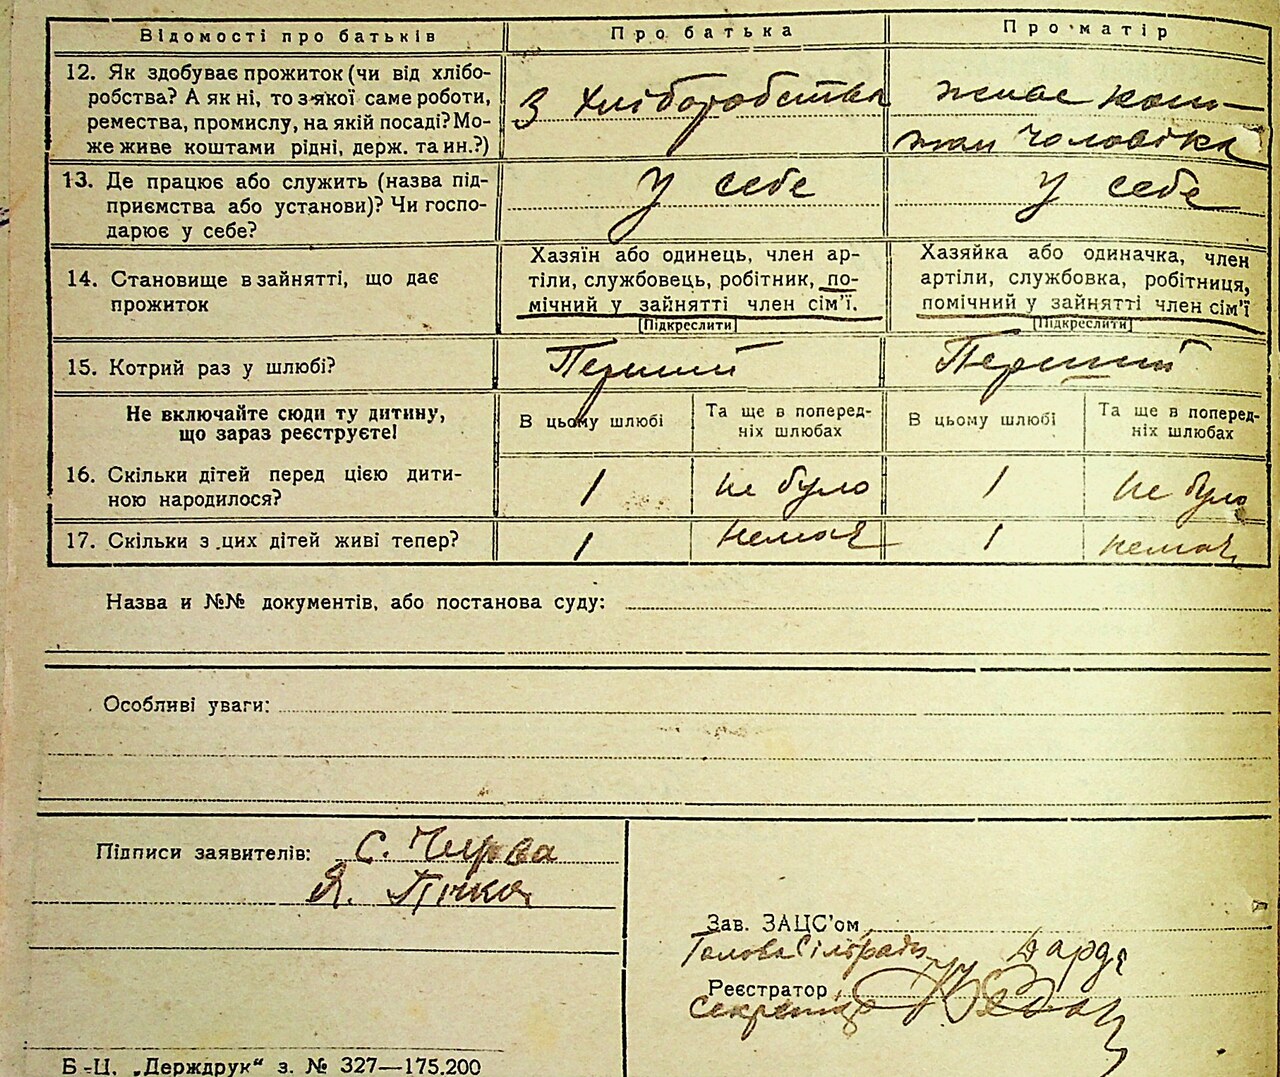 Відомості про батьків Про батька Про матір
12. Як здобуває прожиток (чи від хлібо-
робства? А як ні, то з якої саме роботи,
ремества, промислу, на якій посаді? Мо-
же живе коштами рідні, держ. та ин.?)
З хліборобства
живе кош-
там чоловіка
13. Де працює або служить (назва під-
приємства або установи)? Чи госпо-
дарює у себе?
У себе У себе
14. Становище в зайнятті, що дає
прожиток
Хазяїн або одинець, член ар-
тіли, службовець, робітник, по-
мічний у зайнятті член сім’ї.
[Підкреслити]
Хазяйка або одиначка, член
артіли, службовка, робітниця,
помічний у зайнятті член сім’ї
[Підкреслити]
15. Котрий раз у шлюбі? Перший Перший
Не включайте сюди ту дитину,
що зараз реєструєте!
В цьому шлюбі
Та ще в поперед-
ніх шлюбах
В цьому шлюбі
Та ще в поперед-
ніх шлюбах
16. Скільки дітей перед цією дити-
ною народилося?
1 не було 1 не було
17. Скільки з цих дітей живі тепер? 1 немає 1 немає
Назва и №№ документів, або постанова суду:
Особливі уваги:
Підписи заявителів: С. Чирва
Я. Пічка
Зав. ЗАЦС’ом
Голова Сільради
Реєстратор
Секретар
Б.-Ц. „Держдрук“ з. № 327—175.200